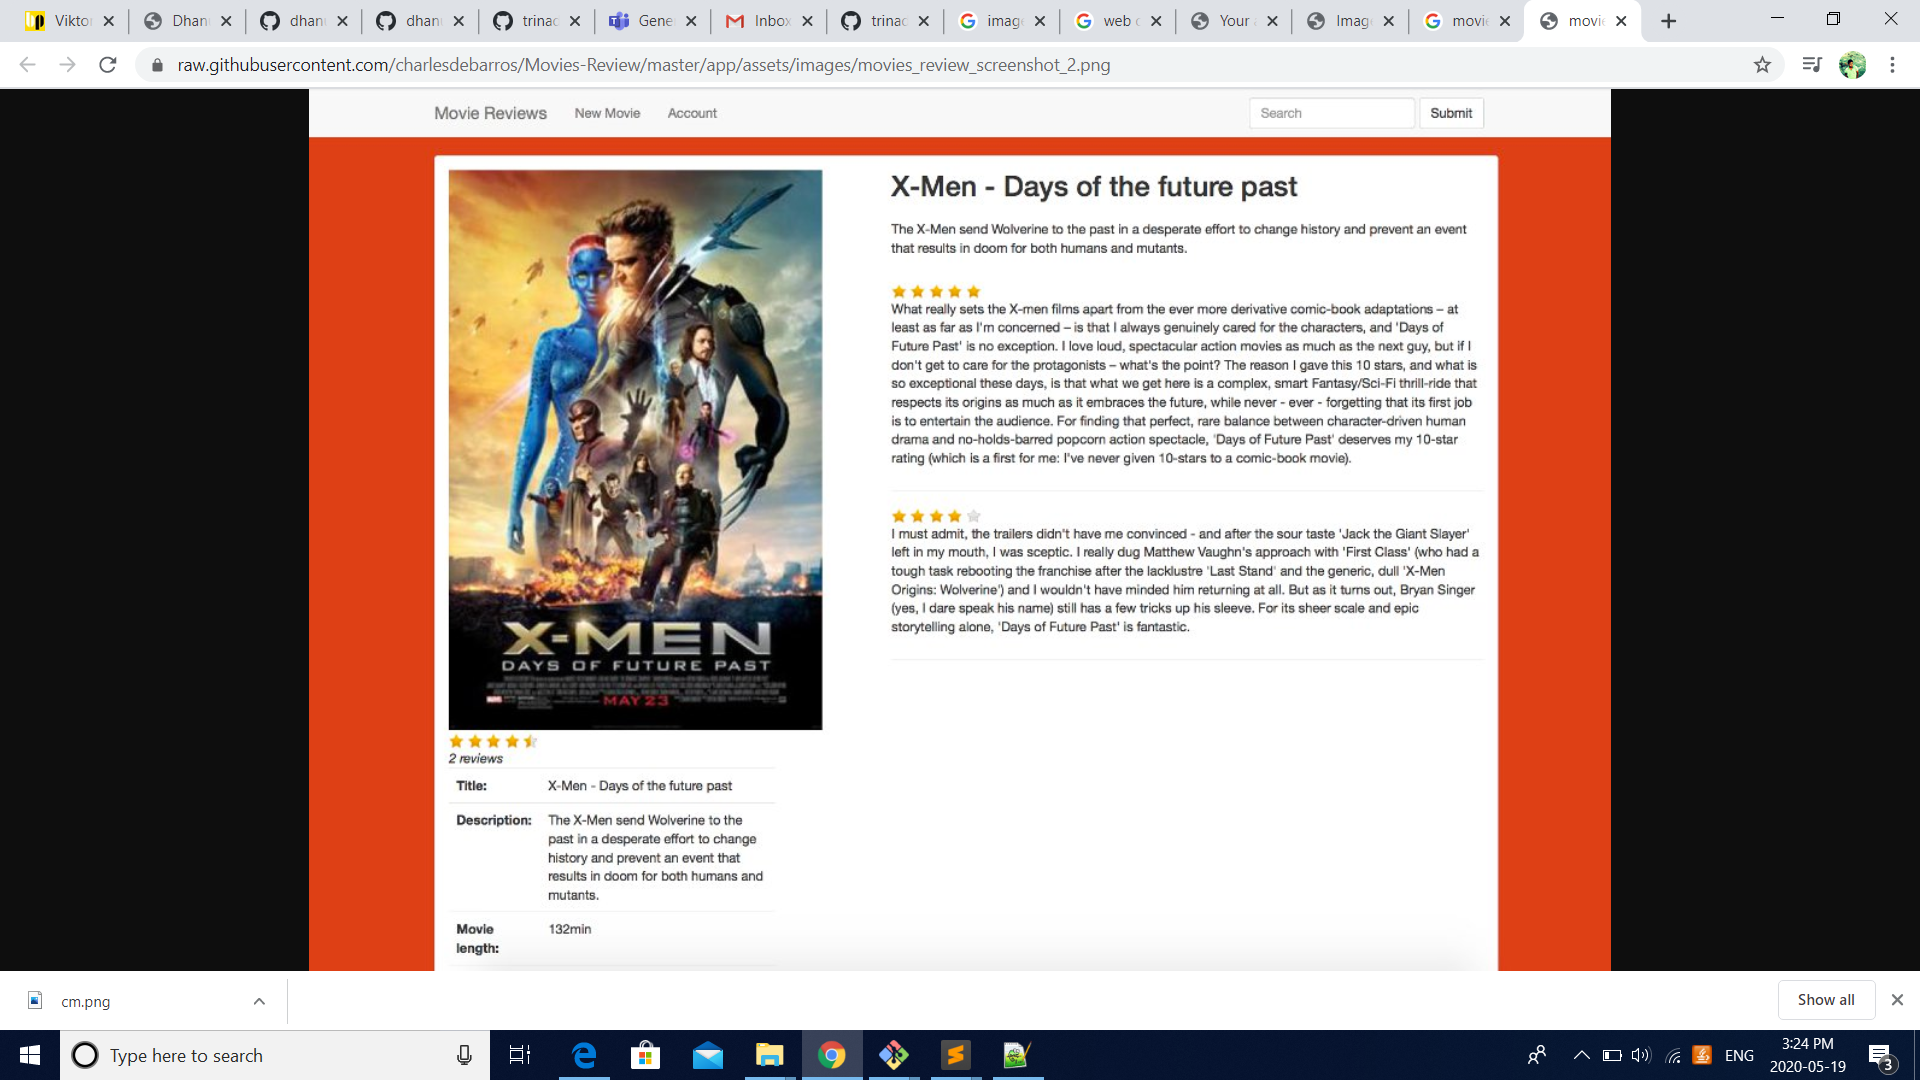 Viktor
Dhan
dhan
dhan
trinac
Gene
Inbox
trinac
image
web c
Your
Imag
movie
movie
raw.githubusercontent.com/charlesdebarros/Movies-Review/master/app/assets/images/movies_review_screenshot_2.png
Movie Reviews New Movie Account Search Submit
X-Men - Days of the future past
The X-Men send Wolverine to the past in a desperate effort to change history and prevent an event
that results in doom for both humans and mutants.
What really sets the X-men films apart from the ever more derivative comic-book adaptations – at
least as far as I'm concerned – is that I always genuinely cared for the characters, and 'Days of
Future Past' is no exception. I love loud, spectacular action movies as much as the next guy, but if I
don't get to care for the protagonists – what's the point? The reason I gave this 10 stars, and what is
so exceptional these days, is that what we get here is a complex, smart Fantasy/Sci-Fi thrill-ride that
respects its origins as much as it embraces the future, while never - ever - forgetting that its first job
is to entertain the audience. For finding that perfect, rare balance between character-driven human
drama and no-holds-barred popcorn action spectacle, 'Days of Future Past' deserves my 10-star
rating (which is a first for me: I've never given 10-stars to a comic-book movie).
I must admit, the trailers didn't have me convinced - and after the sour taste 'Jack the Giant Slayer'
left in my mouth, I was sceptic. I really dug Matthew Vaughn's approach with 'First Class' (who had a
tough task rebooting the franchise after the lacklustre 'Last Stand' and the generic, dull 'X-Men
Origins: Wolverine') and I wouldn't have minded him returning at all. But as it turns out, Bryan Singer
(yes, I dare speak his name) still has a few tricks up his sleeve. For its sheer scale and epic
storytelling alone, 'Days of Future Past' is fantastic.
X-MEN
DAYS OF FUTURE PAST
MAY 23
2 reviews
Title: X-Men - Days of the future past
Description: The X-Men send Wolverine to the
past in a desperate effort to change
history and prevent an event that
results in doom for both humans and
mutants.
Movie 132min
length:
cm.png
Show all
Type here to search
ENG
3:24 PM
2020-05-19
3